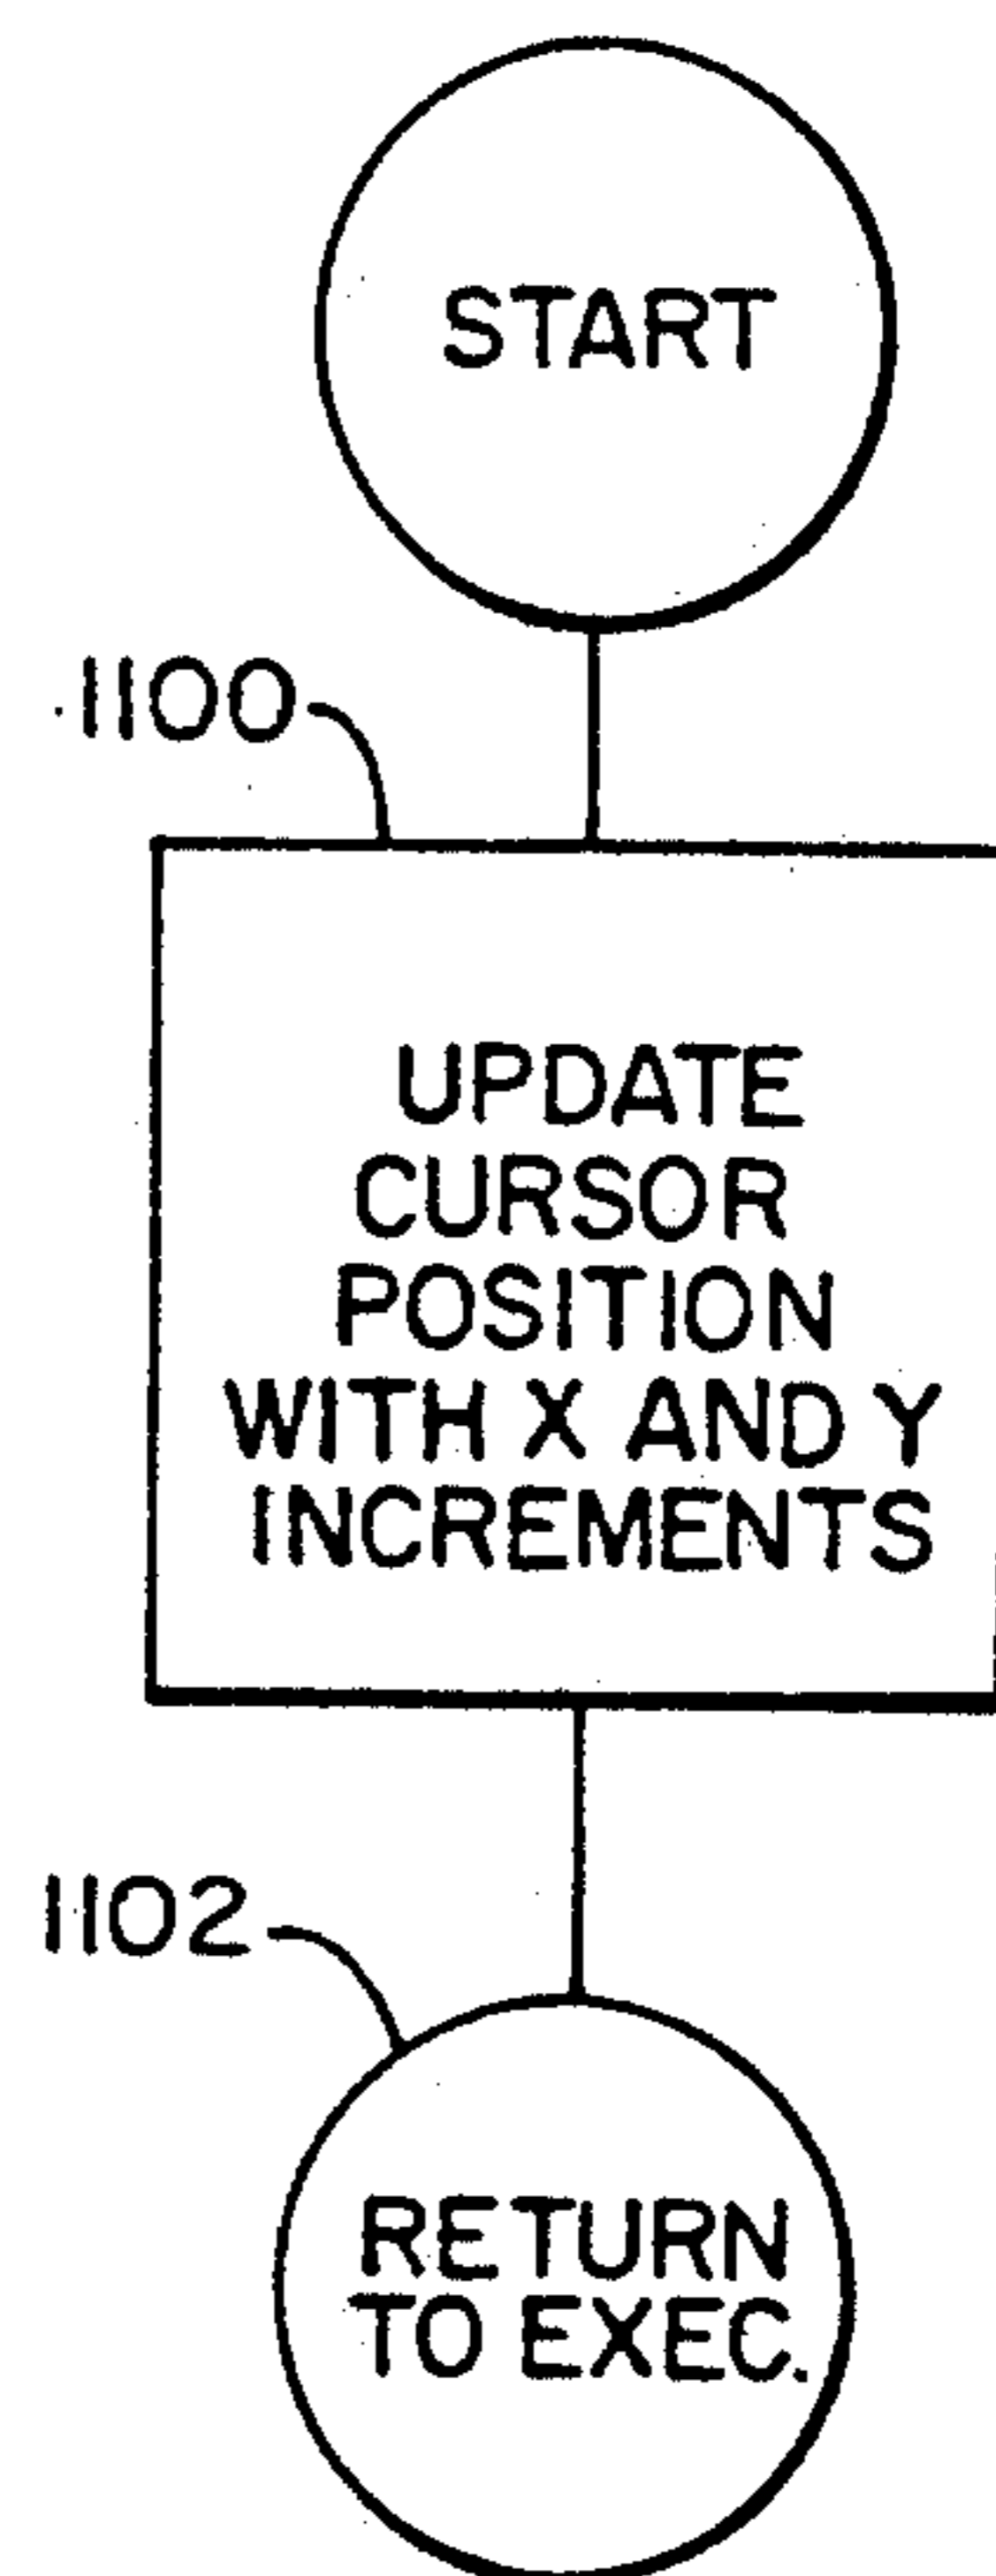 START
1100
UPDATE
CURSOR
POSITION
WITH X AND Y
INCREMENTS
1102
RETURN
TO EXEC.